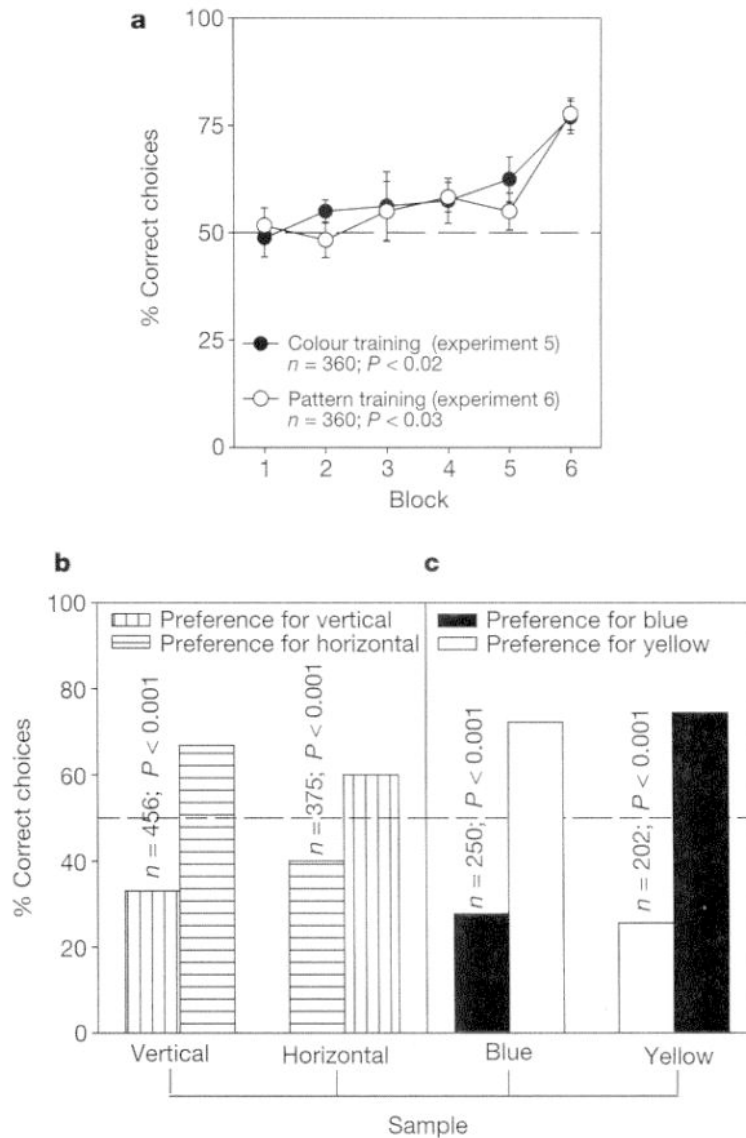 a
100
75
50
25
0
% Correct choices
Colour training (experiment 5)
n = 360; P < 0.02
Pattern training (experiment 6)
n = 360; P < 0.03
1 2 3 4 5 6
Block
b
c
100
80
60
40
20
0
% Correct choices
Preference for vertical
Preference for horizontal
Preference for blue
Preference for yellow
n = 456; P < 0.001
n = 375; P < 0.001
n = 250; P < 0.001
n = 202; P < 0.001
Vertical Horizontal Blue Yellow
Sample